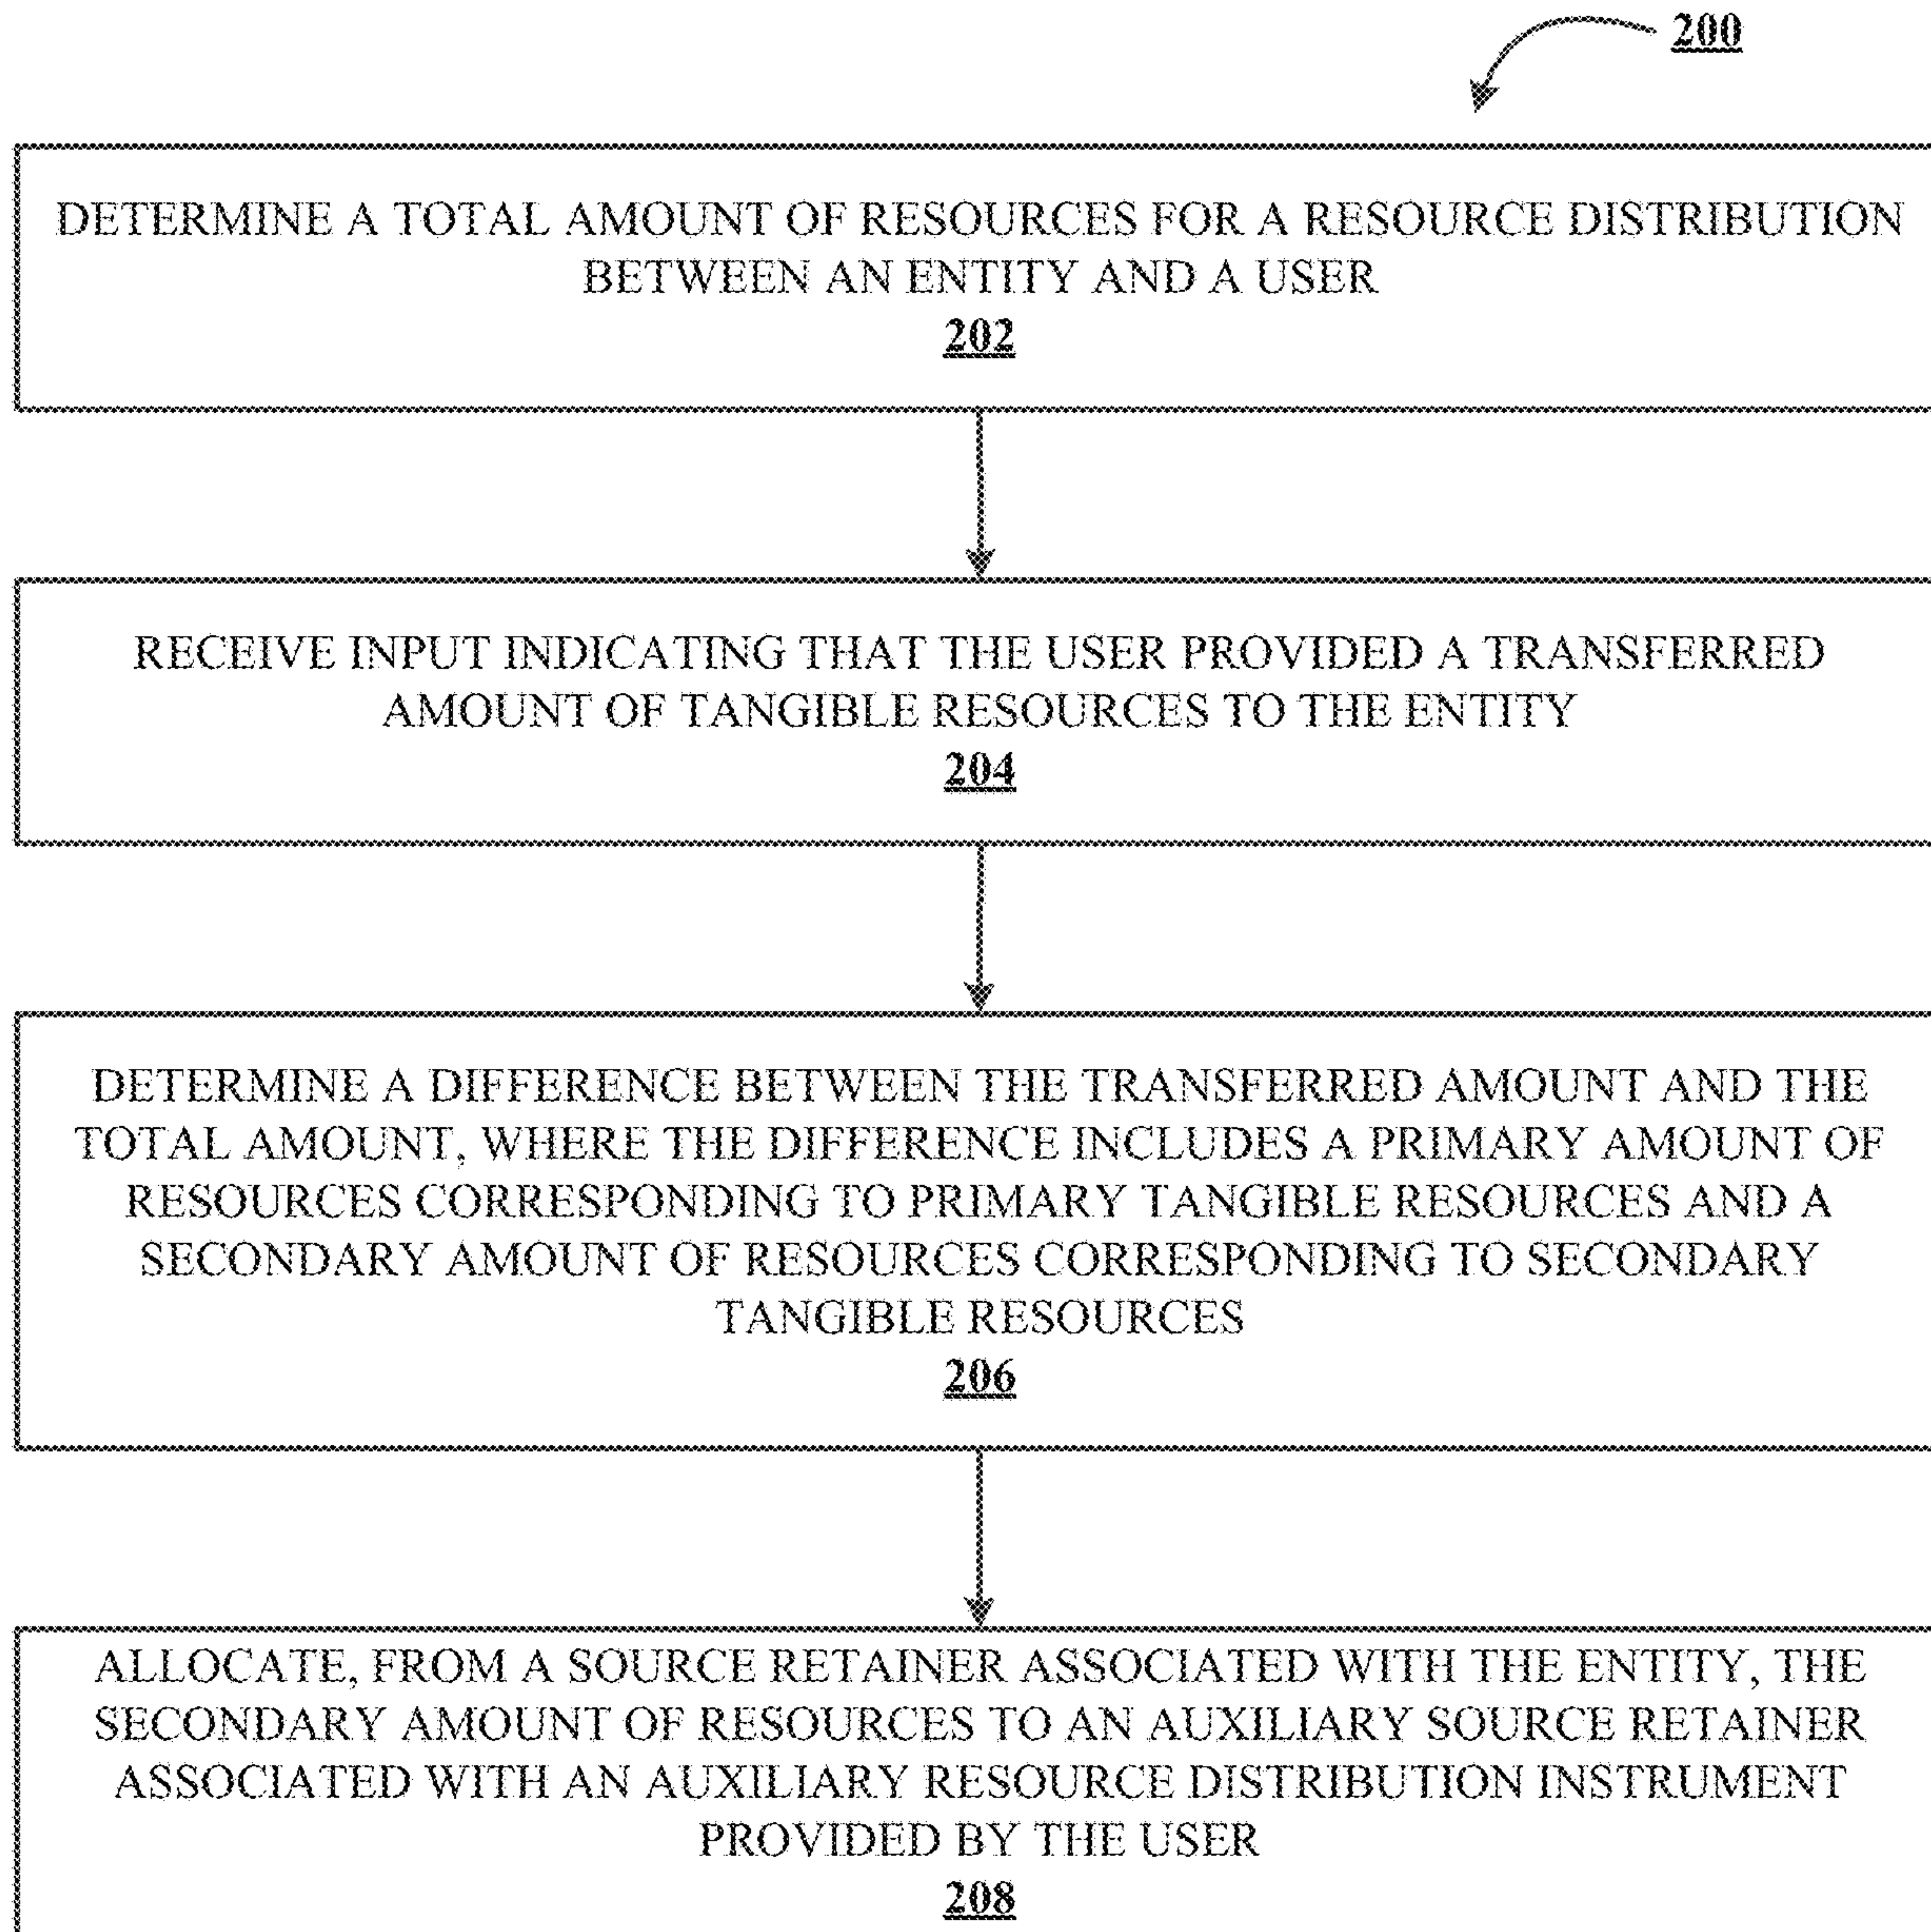 200
DETERMINE A TOTAL AMOUNT OF RESOURCES FOR A RESOURCE DISTRIBUTION
BETWEEN AN ENTITY AND A USER
202
RECEIVE INPUT INDICATING THAT THE USER PROVIDED A TRANSFERRED
AMOUNT OF TANGIBLE RESOURCES TO THE ENTITY
204
DETERMINE A DIFFERENCE BETWEEN THE TRANSFERRED AMOUNT AND THE
TOTAL AMOUNT, WHERE THE DIFFERENCE INCLUDES A PRIMARY AMOUNT OF
RESOURCES CORRESPONDING TO PRIMARY TANGIBLE RESOURCES AND A
SECONDARY AMOUNT OF RESOURCES CORRESPONDING TO SECONDARY
TANGIBLE RESOURCES
206
ALLOCATE, FROM A SOURCE RETAINER ASSOCIATED WITH THE ENTITY, THE
SECONDARY AMOUNT OF RESOURCES TO AN AUXILIARY SOURCE RETAINER
ASSOCIATED WITH AN AUXILIARY RESOURCE DISTRIBUTION INSTRUMENT
PROVIDED BY THE USER
208